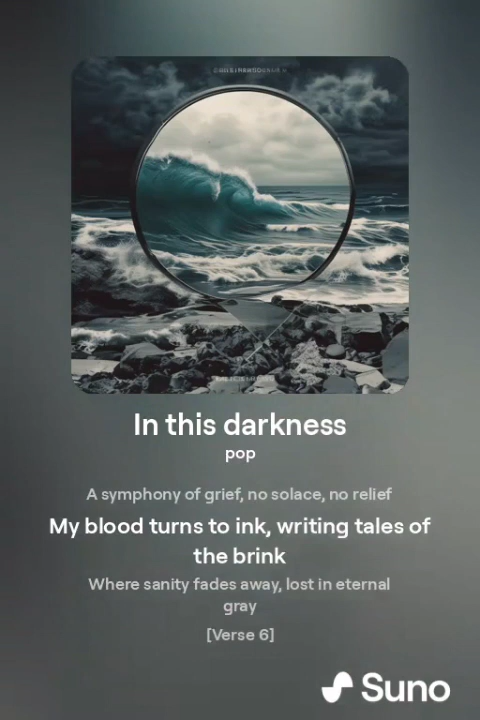 In this darkness
pop
A symphony of grief, no solace, no relief
My blood turns to ink, writing tales of
the brink
Where sanity fades away, lost in eternal
gray
[Verse 6]
Suno